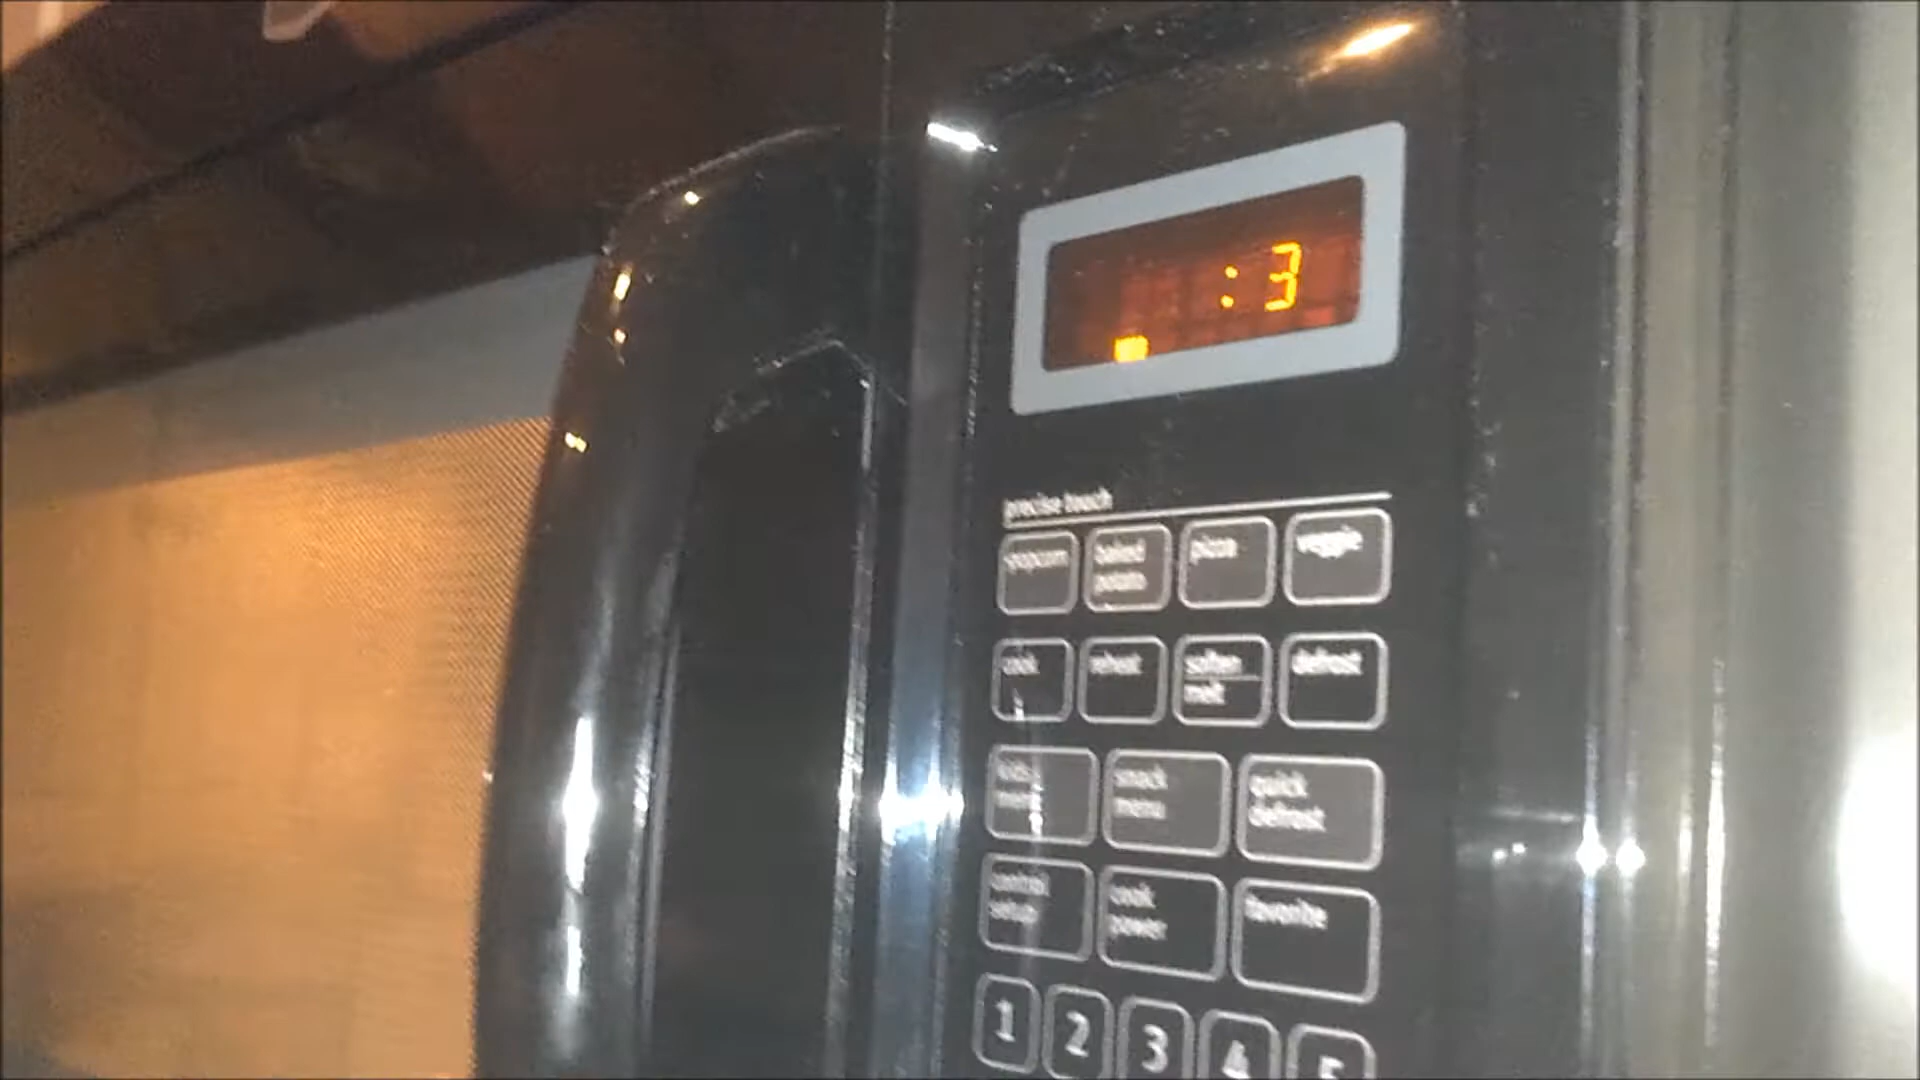 :3
precise touch
popcorn baked potato pizza veggie
cook reheat soften melt defrost
kids menu snack menu quick defrost
control setup cook power favorite
1 2 3 4 5